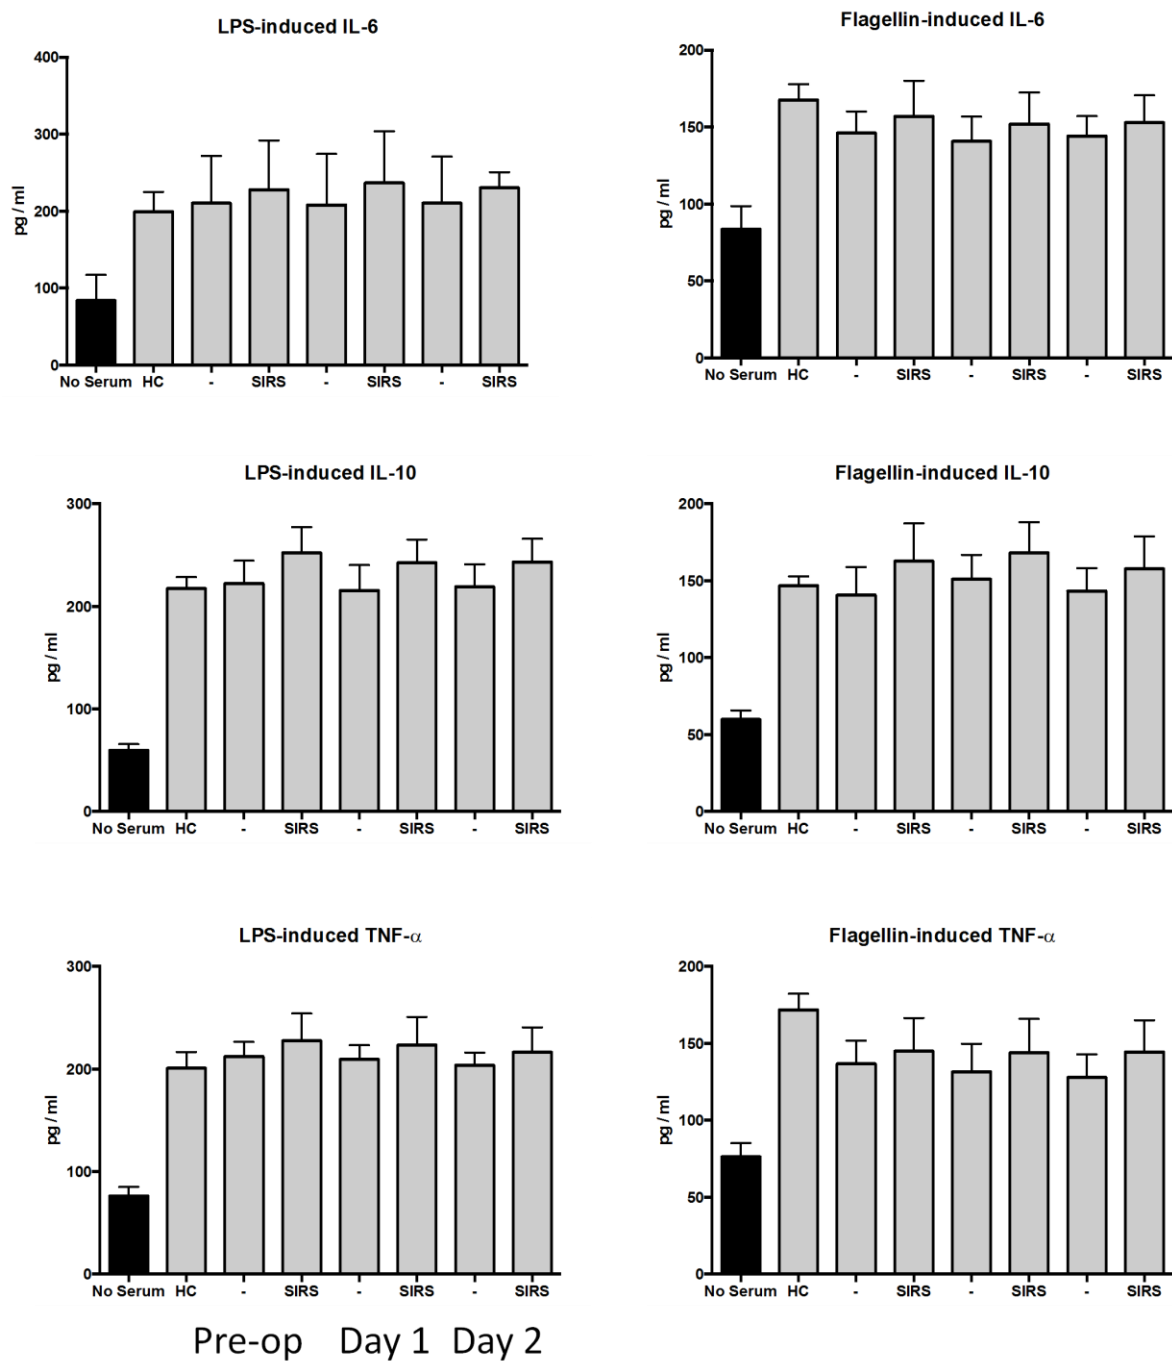 LPS-induced IL-6
400
300
200
100
0
pg / ml
No Serum HC - SIRS - SIRS - SIRS
Flagellin-induced IL-6
200
150
100
50
0
pg / ml
No Serum HC - SIRS - SIRS - SIRS
LPS-induced IL-10
300
200
100
0
pg / ml
No Serum HC - SIRS - SIRS - SIRS
Flagellin-induced IL-10
200
150
100
50
0
pg / ml
No Serum HC - SIRS - SIRS - SIRS
LPS-induced TNF-α
300
200
100
0
pg / ml
No Serum HC - SIRS - SIRS - SIRS
Flagellin-induced TNF-α
200
150
100
50
0
pg / ml
No Serum HC - SIRS - SIRS - SIRS
Pre-op Day 1 Day 2